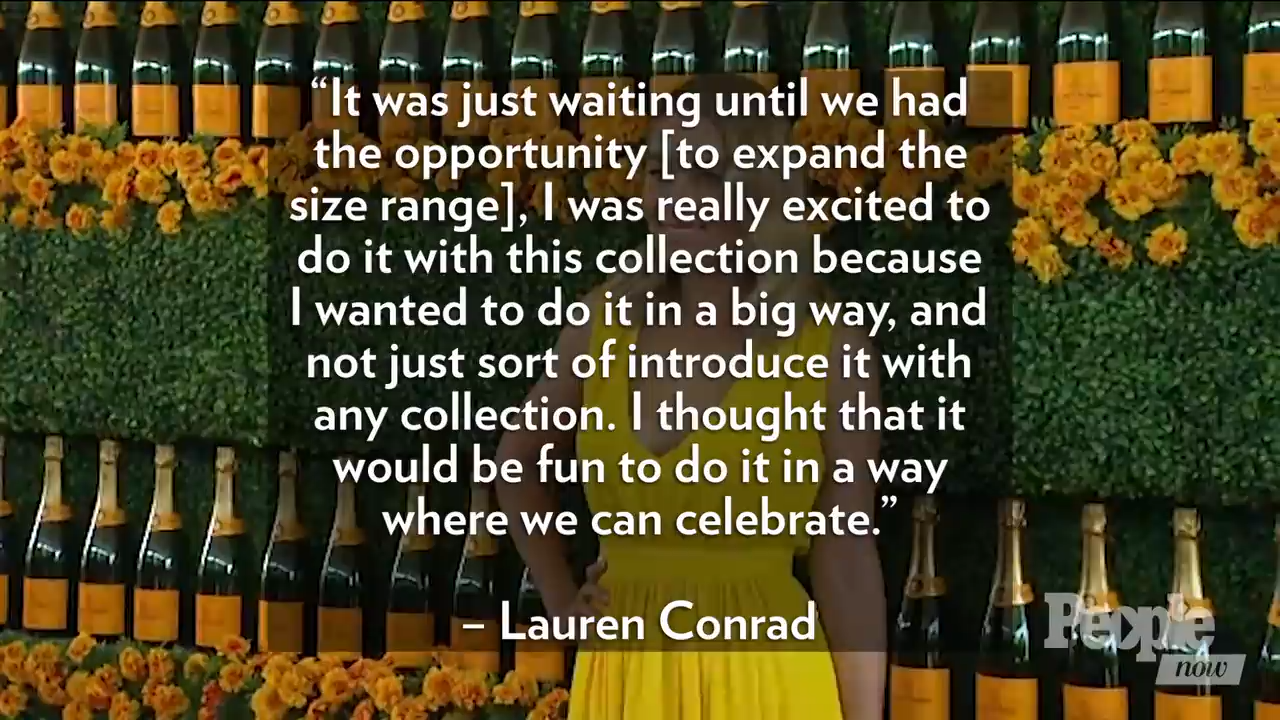 “It was just waiting until we had
the opportunity [to expand the
size range], I was really excited to
do it with this collection because
I wanted to do it in a big way, and
not just sort of introduce it with
any collection. I thought that it
would be fun to do it in a way
where we can celebrate.”
– Lauren Conrad
People
now